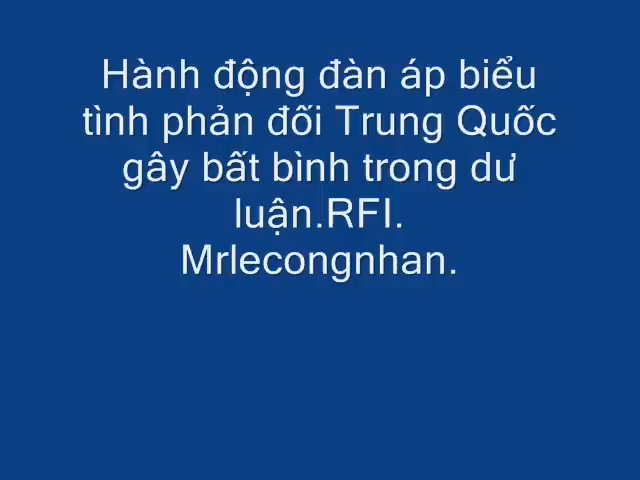 Hành động đàn áp biểu
tình phản đối Trung Quốc
gây bất bình trong dư
luận.RFI.
Mrlecongnhan.